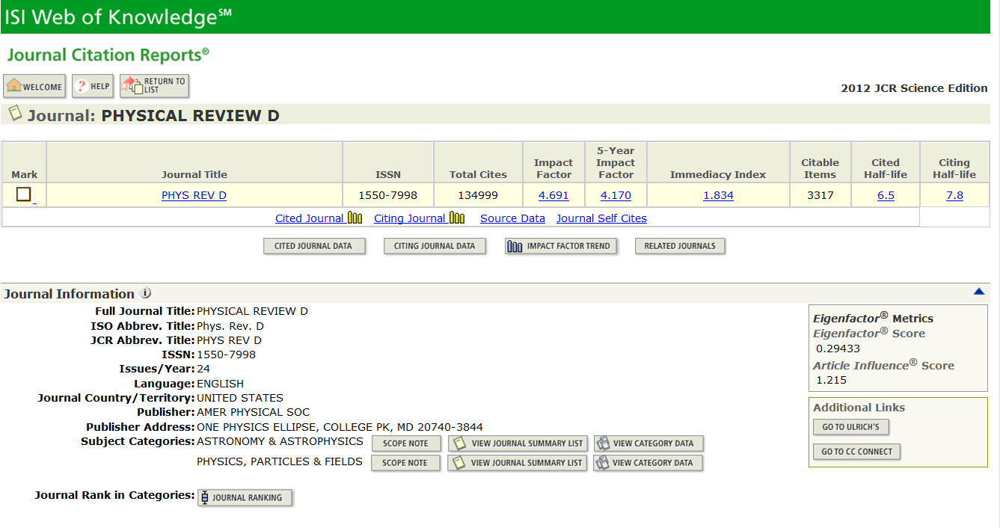 ISI Web of Knowledge℠
Journal Citation Reports®
WELCOME ? HELP RETURN TO LIST
2012 JCR Science Edition
Journal: PHYSICAL REVIEW D
Mark Journal Title ISSN Total Cites Impact Factor 5-Year Impact Factor Immediacy Index Citable Items Cited Half-life Citing Half-life
PHYS REV D 1550-7998 134999 4.691 4.170 1.834 3317 6.5 7.8
Cited Journal Citing Journal Source Data Journal Self Cites
CITED JOURNAL DATA CITING JOURNAL DATA IMPACT FACTOR TREND RELATED JOURNALS
Journal Information i
Full Journal Title: PHYSICAL REVIEW D
ISO Abbrev. Title: Phys. Rev. D
JCR Abbrev. Title: PHYS REV D
ISSN: 1550-7998
Issues/Year: 24
Language: ENGLISH
Journal Country/Territory: UNITED STATES
Publisher: AMER PHYSICAL SOC
Publisher Address: ONE PHYSICS ELLIPSE, COLLEGE PK, MD 20740-3844
Subject Categories: ASTRONOMY & ASTROPHYSICS SCOPE NOTE VIEW JOURNAL SUMMARY LIST VIEW CATEGORY DATA
PHYSICS, PARTICLES & FIELDS SCOPE NOTE VIEW JOURNAL SUMMARY LIST VIEW CATEGORY DATA
Journal Rank in Categories: JOURNAL RANKING
Eigenfactor® Metrics
Eigenfactor® Score
0.29433
Article Influence® Score
1.215
Additional Links
GO TO ULRICH'S
GO TO CC CONNECT